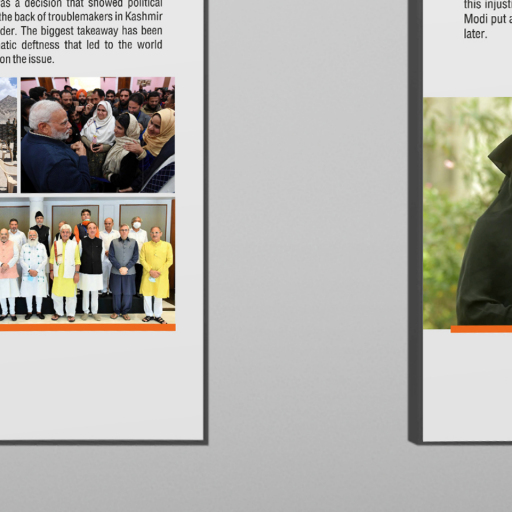 as a decision that showed political
the back of troublemakers in Kashmir
der. The biggest takeaway has been
atic deftness that led to the world
on the issue.
this injust
Modi put a
later.